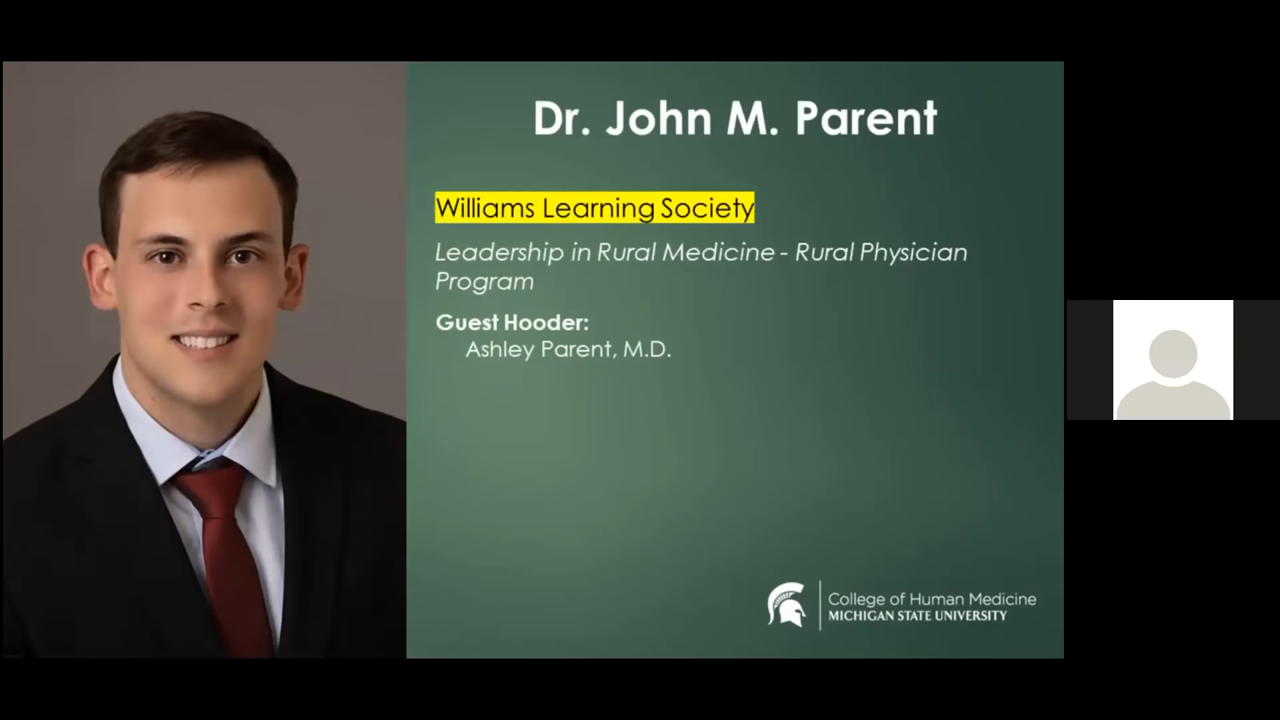 Dr. John M. Parent
Williams Learning Society
Leadership in Rural Medicine - Rural Physician
Program
Guest Hooder:
Ashley Parent, M.D.
College of Human Medicine
MICHIGAN STATE UNIVERSITY